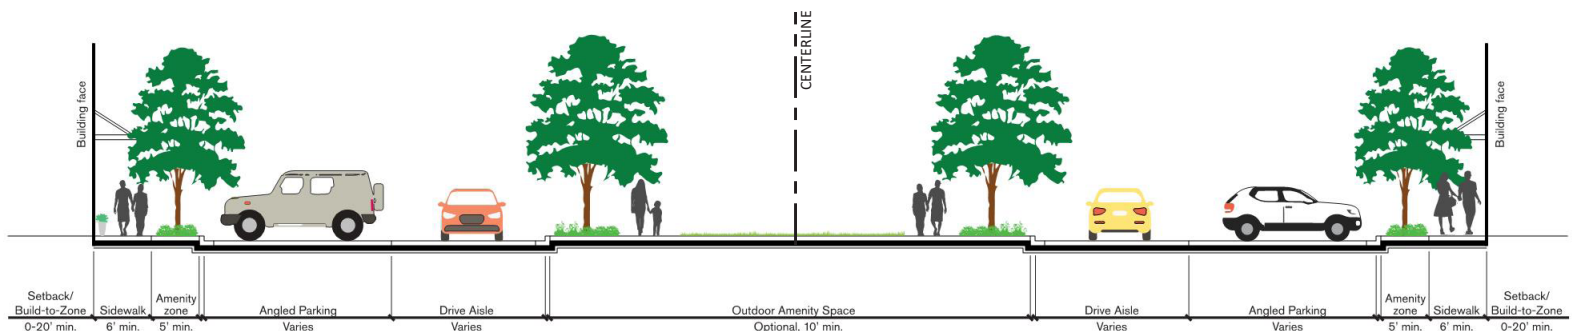 CENTERLINE
Building face
Building face
Setback/
Build-to-Zone
0-20' min.
Sidewalk
6' min.
Amenity
zone
5' min.
Angled Parking
Varies
Drive Aisle
Varies
Outdoor Amenity Space
Optional, 10' min.
Drive Aisle
Varies
Angled Parking
Varies
Amenity
zone
5' min.
Sidewalk
6' min.
Setback/
Build-to-Zone
0-20' min.